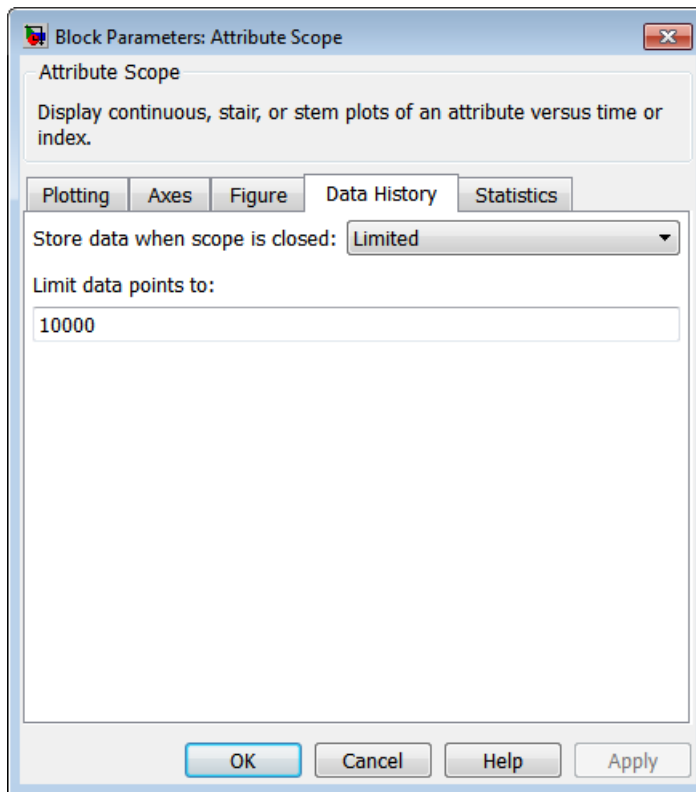 Block Parameters: Attribute Scope
Attribute Scope
Display continuous, stair, or stem plots of an attribute versus time or
index.
Plotting Axes Figure Data History Statistics
Store data when scope is closed: Limited
Limit data points to:
10000
OK Cancel Help Apply